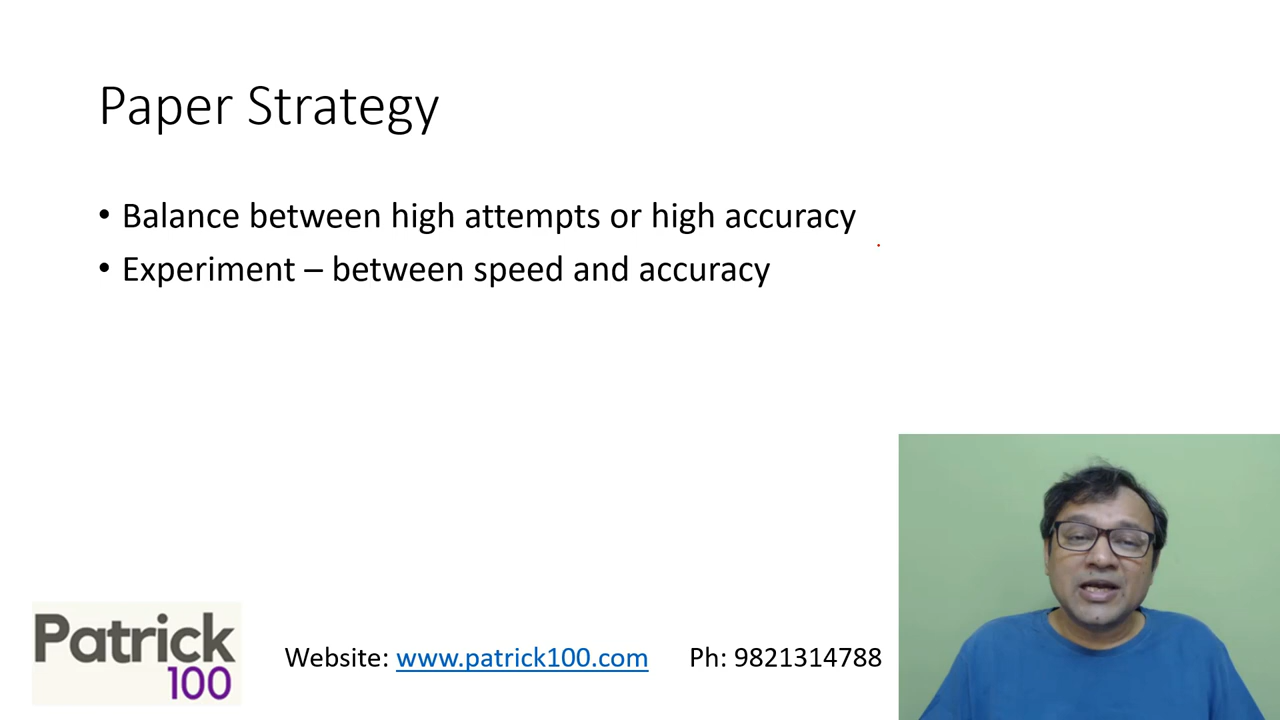 Paper Strategy
• Balance between high attempts or high accuracy
• Experiment – between speed and accuracy
Patrick
100
Website: www.patrick100.com Ph: 9821314788